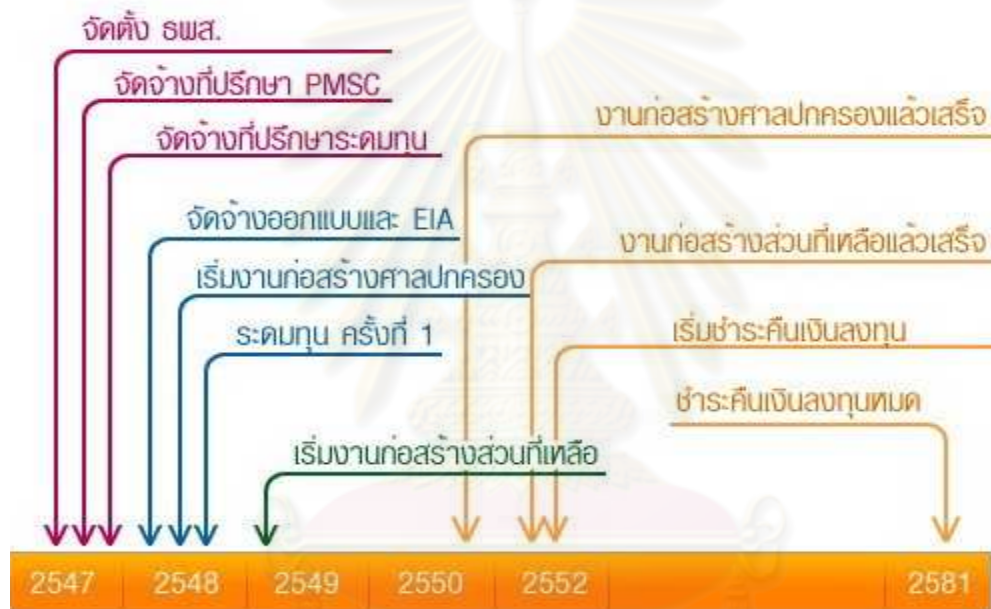 จัดตั้ง ธพส.
จัดจ้างที่ปรึกษา PMSC
จัดจ้างที่ปรึกษาระดมทุน
จัดจ้างออกแบบและ EIA
เริ่มงานก่อสร้างศาลปกครอง
ระดมทุน ครั้งที่ 1
เริ่มงานก่อสร้างส่วนที่เหลือ
งานก่อสร้างศาลปกครองแล้วเสร็จ
งานก่อสร้างส่วนที่เหลือแล้วเสร็จ
เริ่มชำระคืนเงินลงทุน
ชำระคืนเงินลงทุนหมด
2547 2548 2549 2550 2552 2581